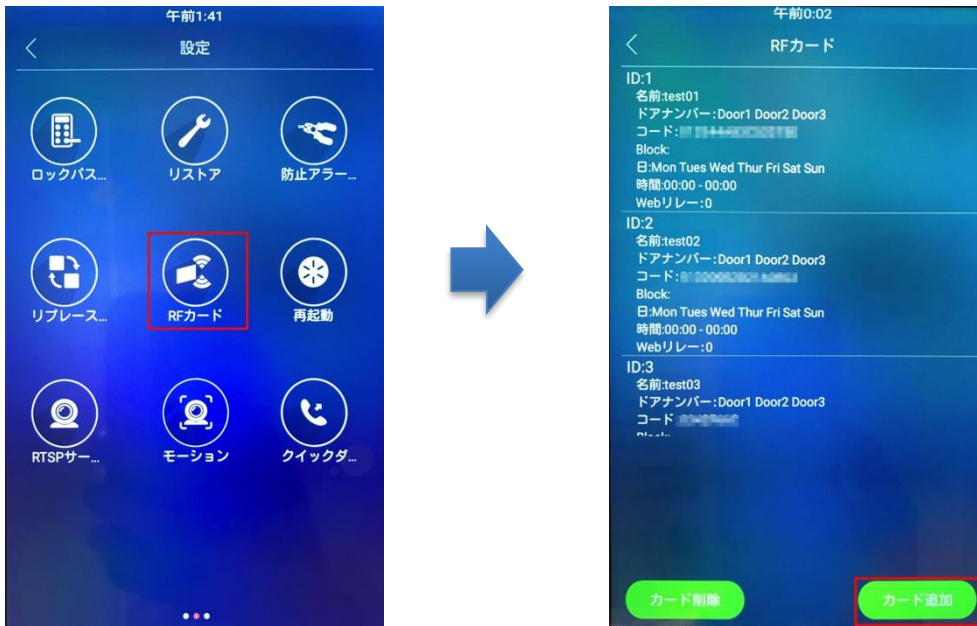 午前1:41
設定
ロックパス...
リストア
防止アラー...
リプレース...
RFカード
再起動
RTSPサー...
モーション
クイックダ...
午前0:02
RFカード
ID:1
名前:test01
ドアナンバー:Door1 Door2 Door3
コード:
Block:
日:Mon Tues Wed Thur Fri Sat Sun
時間:00:00 - 00:00
Webリレー:0
ID:2
名前:test02
ドアナンバー:Door1 Door2 Door3
コード:
Block:
日:Mon Tues Wed Thur Fri Sat Sun
時間:00:00 - 00:00
Webリレー:0
ID:3
名前:test03
ドアナンバー:Door1 Door2 Door3
コード
カード削除
カード追加